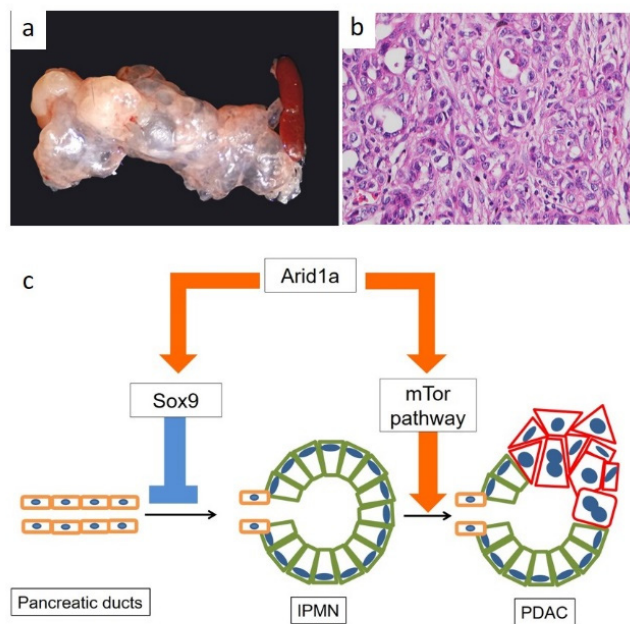 a
b
c
Arid1a
Sox9
mTor
pathway
Pancreatic ducts
IPMN
PDAC